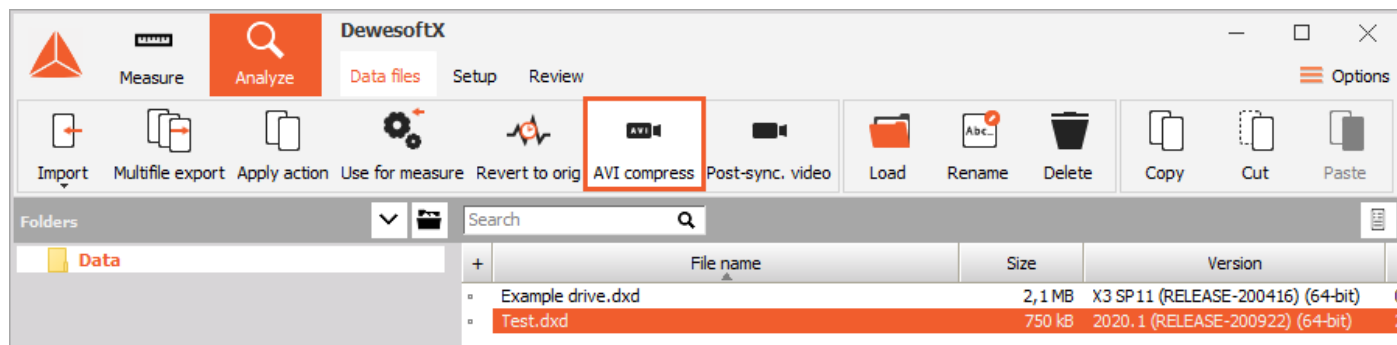 DewesoftX
Measure Analyze Data files Setup Review Options
AVI Abc...
Import Multifile export Apply action Use for measure Revert to orig AVI compress Post-sync. video Load Rename Delete Copy Cut Paste
Folders Search
Data + File name Size Version
Example drive.dxd 2,1 MB X3 SP11 (RELEASE-200416) (64-bit)
Test.dxd 750 kB 2020.1 (RELEASE-200922) (64-bit)